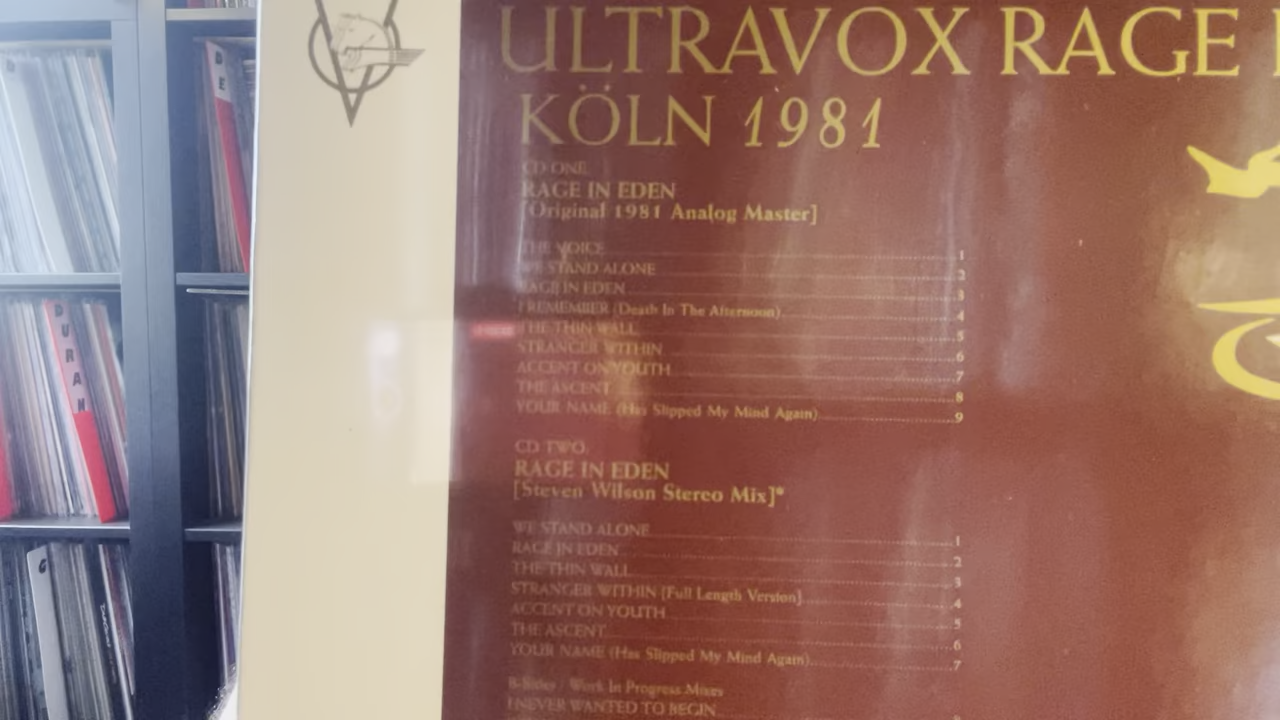 ULTRAVOX RAGE
KÖLN 1981
CD ONE
RAGE IN EDEN
[Original 1981 Analog Master]
THE VOICE 1
WE STAND ALONE 2
RAGE IN EDEN 3
I REMEMBER (Death In The Afternoon) 4
THE THIN WALL 5
STRANGER WITHIN 6
ACCENT ON YOUTH 7
THE ASCENT 8
YOUR NAME (Has Slipped My Mind Again) 9
CD TWO
RAGE IN EDEN
[Steven Wilson Stereo Mix]*
WE STAND ALONE 1
RAGE IN EDEN 2
THE THIN WALL 3
STRANGER WITHIN [Full Length Version] 4
ACCENT ON YOUTH 5
THE ASCENT 6
YOUR NAME (Has Slipped My Mind Again) 7
B-Sides / Work In Progress Mixes
I NEVER WANTED TO BEGIN
D E
DURAN
G